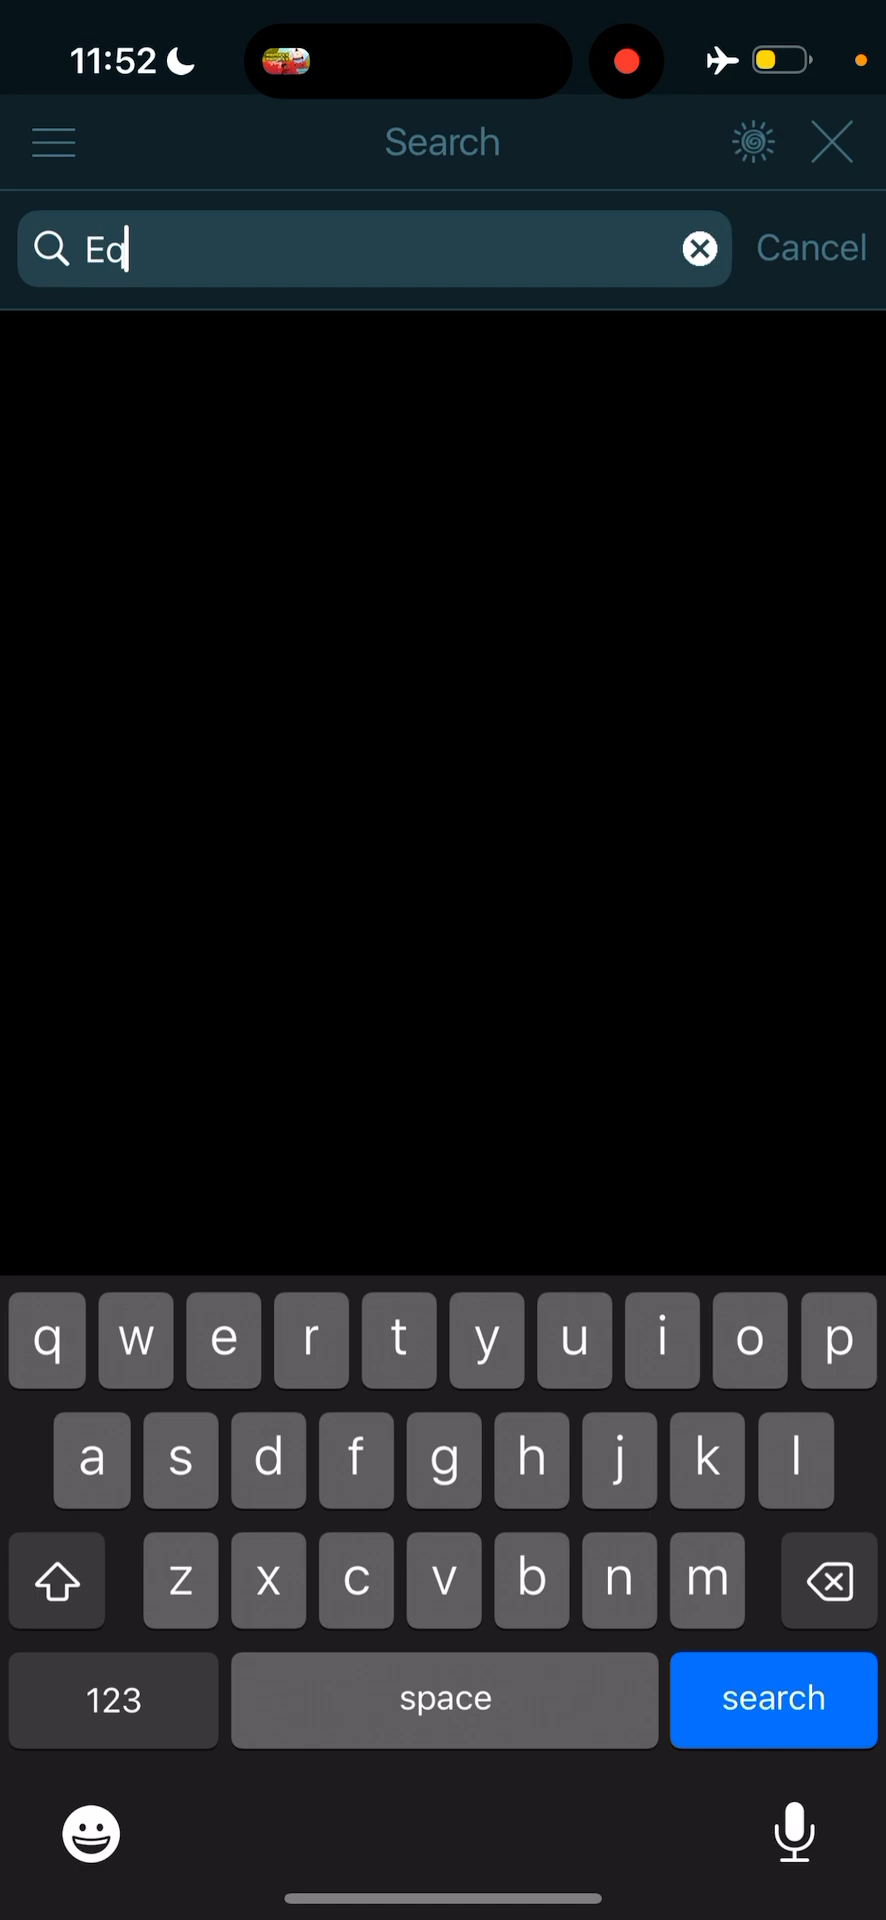 11:52
Search
Eq
Cancel
q w e r t y u i o p
a s d f g h j k l
z x c v b n m
123 space search